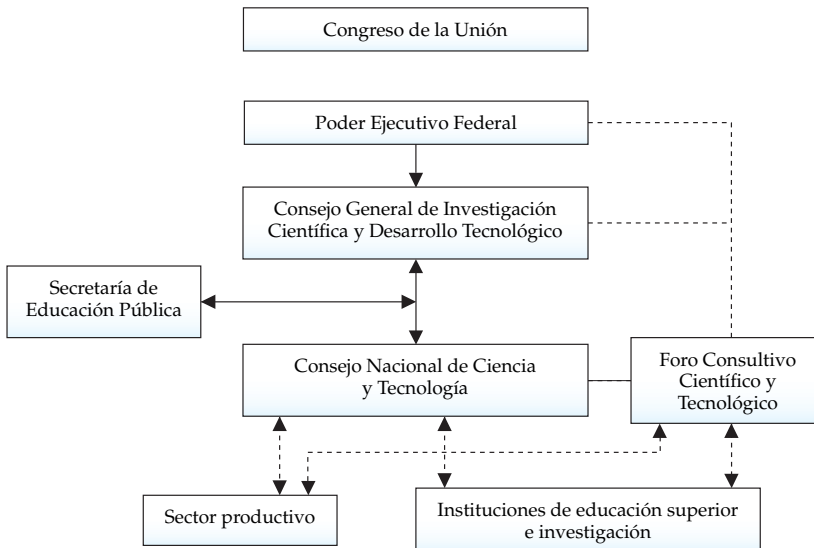 Congreso de la Unión
Poder Ejecutivo Federal
Consejo General de Investigación
Científica y Desarrollo Tecnológico
Secretaría de
Educación Pública
Consejo Nacional de Ciencia
y Tecnología
Foro Consultivo
Científico y
Tecnológico
Sector productivo
Instituciones de educación superior
e investigación